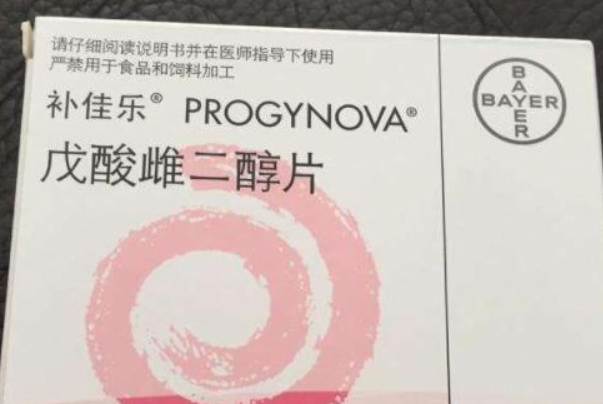 请仔细阅读说明书并在医师指导下使用
严禁用于食品和饲料加工
补佳乐® PROGYNOVA®
戊酸雌二醇片
BAYER
BAYER